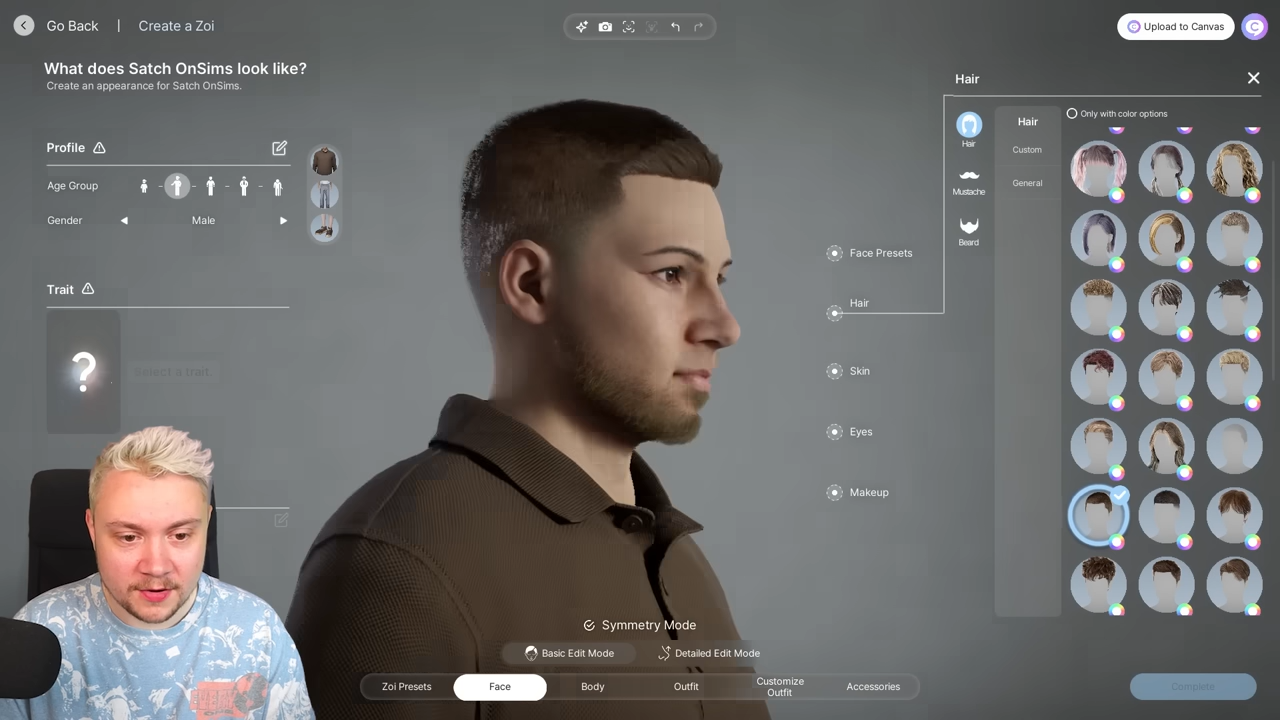 Go Back | Create a Zoi
Upload to Canvas
What does Satch OnSims look like?
Create an appearance for Satch OnSims.
Profile
Age Group
Gender
Male
Trait
?
Select a trait.
Face Presets
Hair
Skin
Eyes
Makeup
Hair
Hair
Mustache
Beard
Hair
Custom
General
Only with color options
Symmetry Mode
Basic Edit Mode
Detailed Edit Mode
Zoi Presets
Face
Body
Outfit
Customize
Outfit
Accessories
Complete